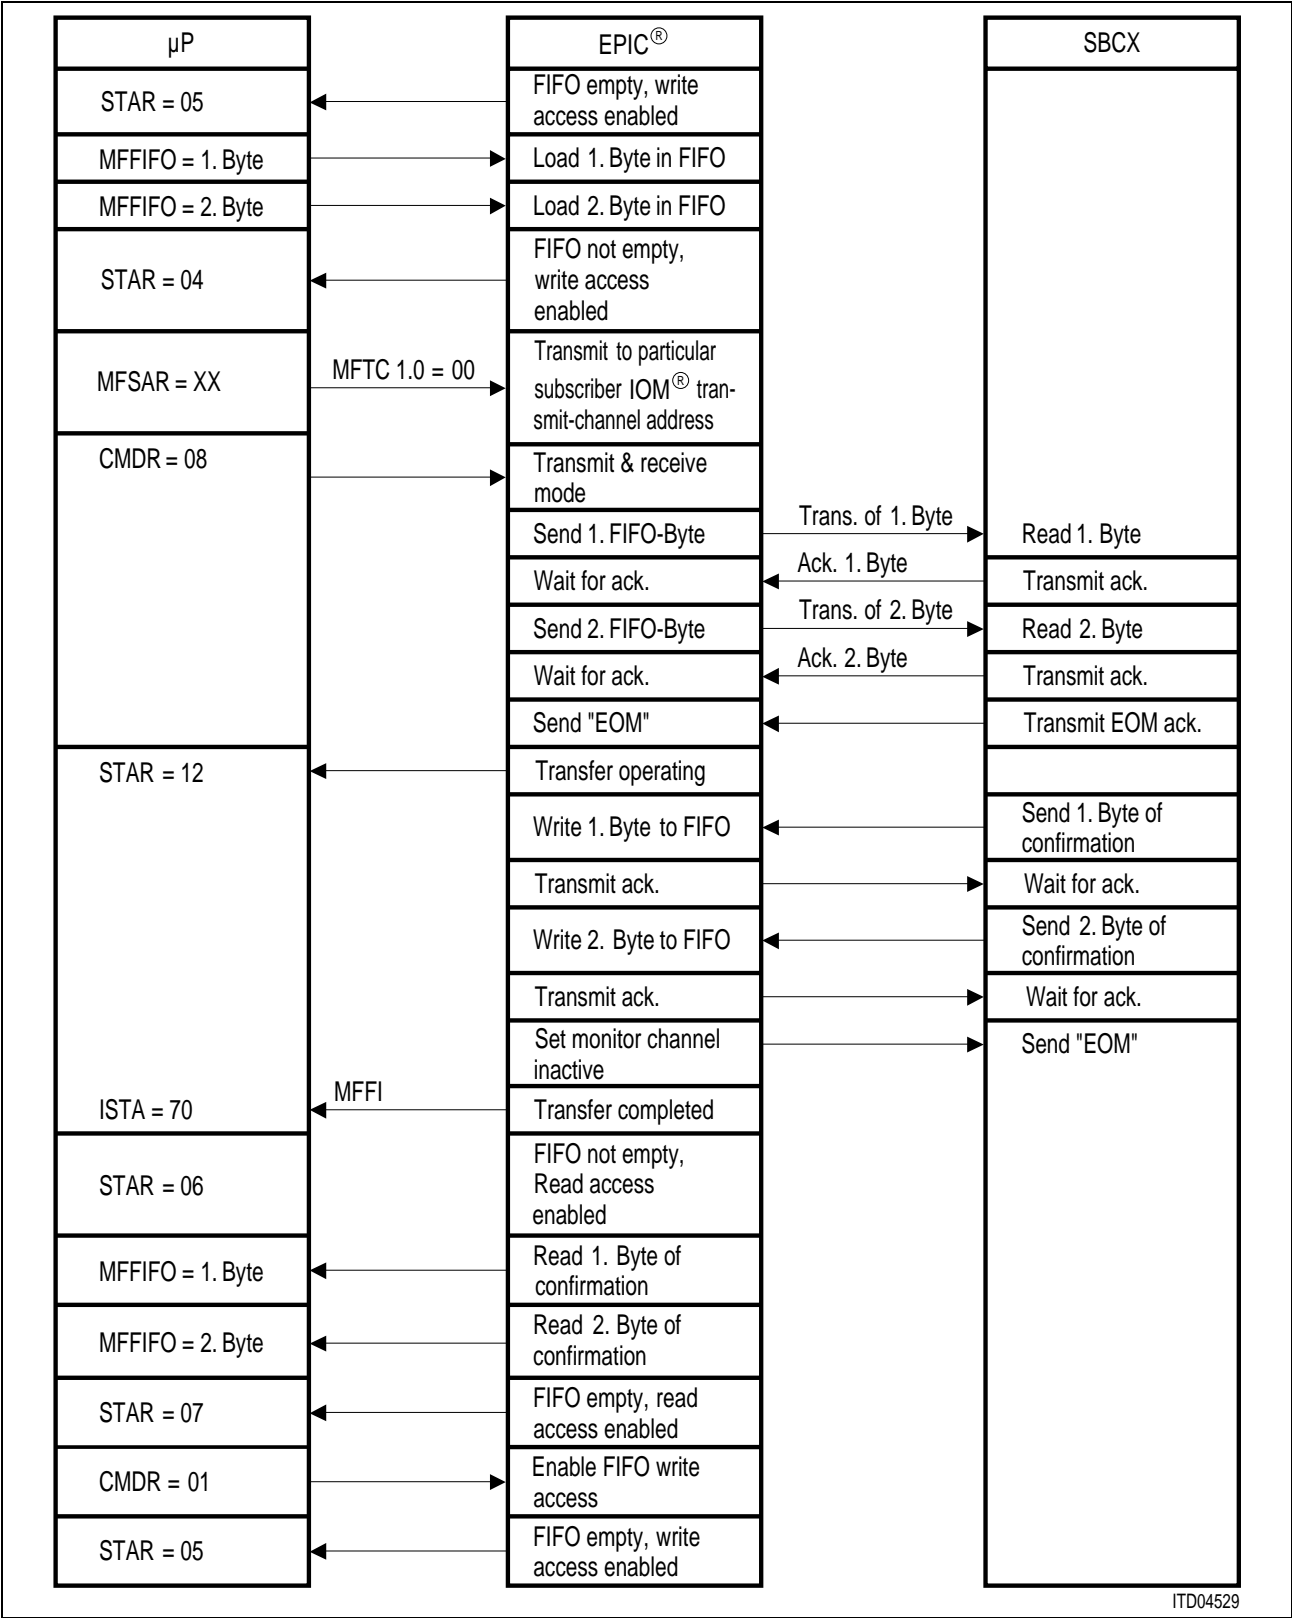 µP
EPIC®
SBCX
STAR = 05
FIFO empty, write
access enabled
MFFIFO = 1. Byte
Load 1. Byte in FIFO
MFFIFO = 2. Byte
Load 2. Byte in FIFO
STAR = 04
FIFO not empty,
write access
enabled
MFSAR = XX
MFTC 1.0 = 00
Transmit to particular
subscriber IOM® tran-
smit-channel address
CMDR = 08
Transmit & receive
mode
Send 1. FIFO-Byte
Trans. of 1. Byte
Read 1. Byte
Wait for ack.
Ack. 1. Byte
Transmit ack.
Send 2. FIFO-Byte
Trans. of 2. Byte
Read 2. Byte
Wait for ack.
Ack. 2. Byte
Transmit ack.
Send "EOM"
Transmit EOM ack.
STAR = 12
Transfer operating
Write 1. Byte to FIFO
Send 1. Byte of
confirmation
Transmit ack.
Wait for ack.
Write 2. Byte to FIFO
Send 2. Byte of
confirmation
Transmit ack.
Wait for ack.
Set monitor channel
inactive
Send "EOM"
ISTA = 70
MFFI
Transfer completed
STAR = 06
FIFO not empty,
Read access
enabled
MFFIFO = 1. Byte
Read 1. Byte of
confirmation
MFFIFO = 2. Byte
Read 2. Byte of
confirmation
STAR = 07
FIFO empty, read
access enabled
CMDR = 01
Enable FIFO write
access
STAR = 05
FIFO empty, write
access enabled
ITD04529